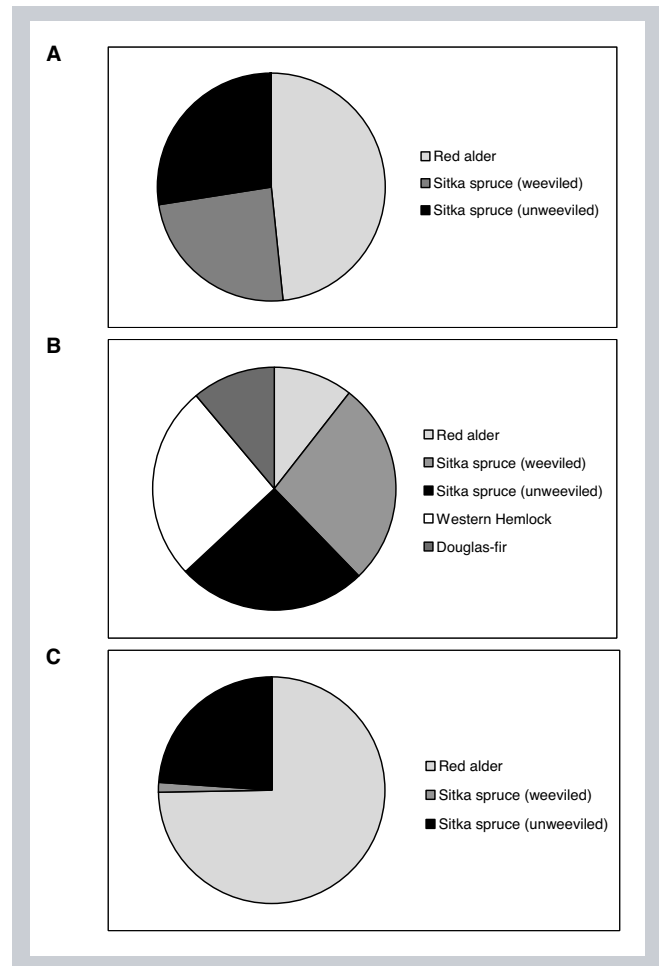 A
Red alder
Sitka spruce (weeviled)
Sitka spruce (unweeviled)
B
Red alder
Sitka spruce (weeviled)
Sitka spruce (unweeviled)
Western Hemlock
Douglas-fir
C
Red alder
Sitka spruce (weeviled)
Sitka spruce (unweeviled)